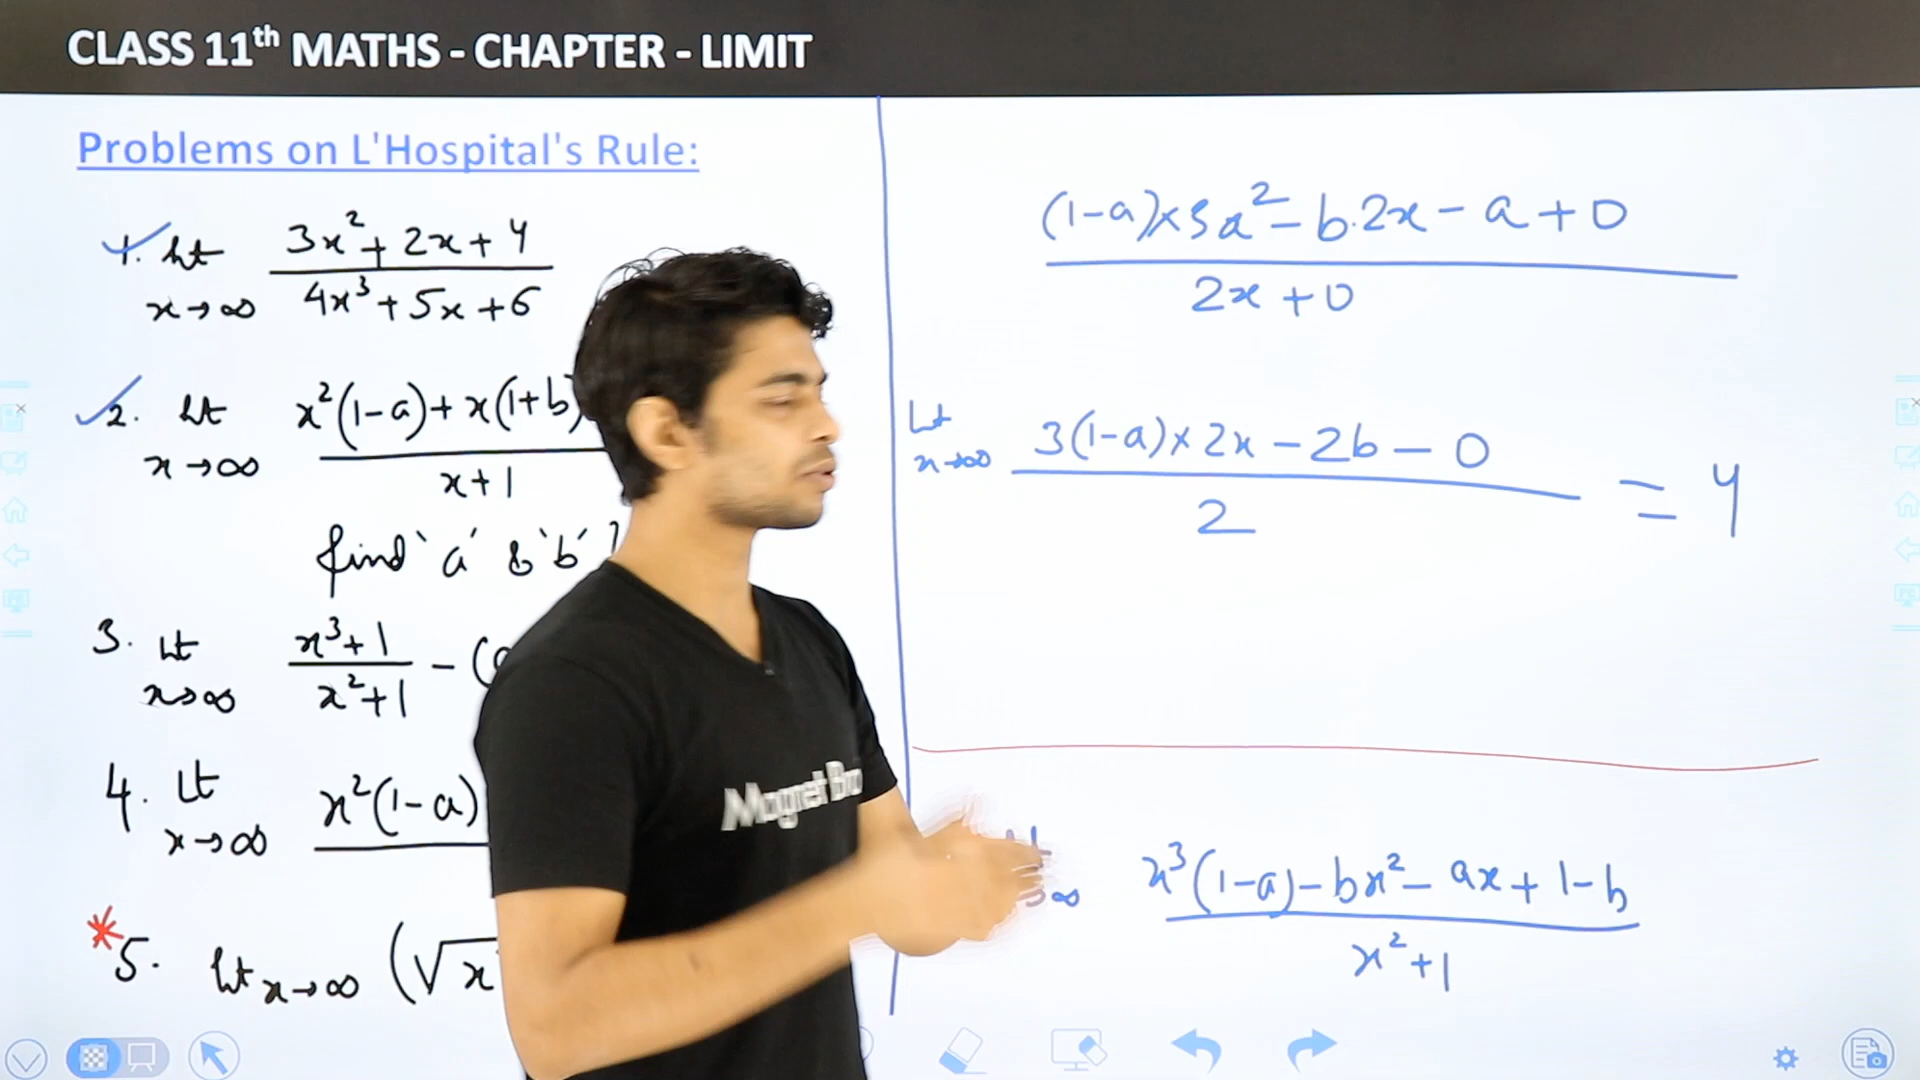 CLASS 11th MATHS - CHAPTER - LIMIT
Problems on L'Hospital's Rule:
1. Lt x→∞ (3x² + 2x + 4) / (4x³ + 5x + 6)
2. Lt x→∞ x²(1-a) + x(1+b) / x+1
find 'a' & 'b'
3. Lt x→∞ (x³+1) / (x²+1) - (
4. Lt x→∞ x²(1-a)
*5. Lt x→∞ (√x
(1-a)×3x² - b.2x - a + 0
2x + 0
Lt x→∞ 3(1-a)×2x - 2b - 0 / 2 = 4
∞ x³(1-a) - bx² - ax + 1-b
x²+1
Magnet Br